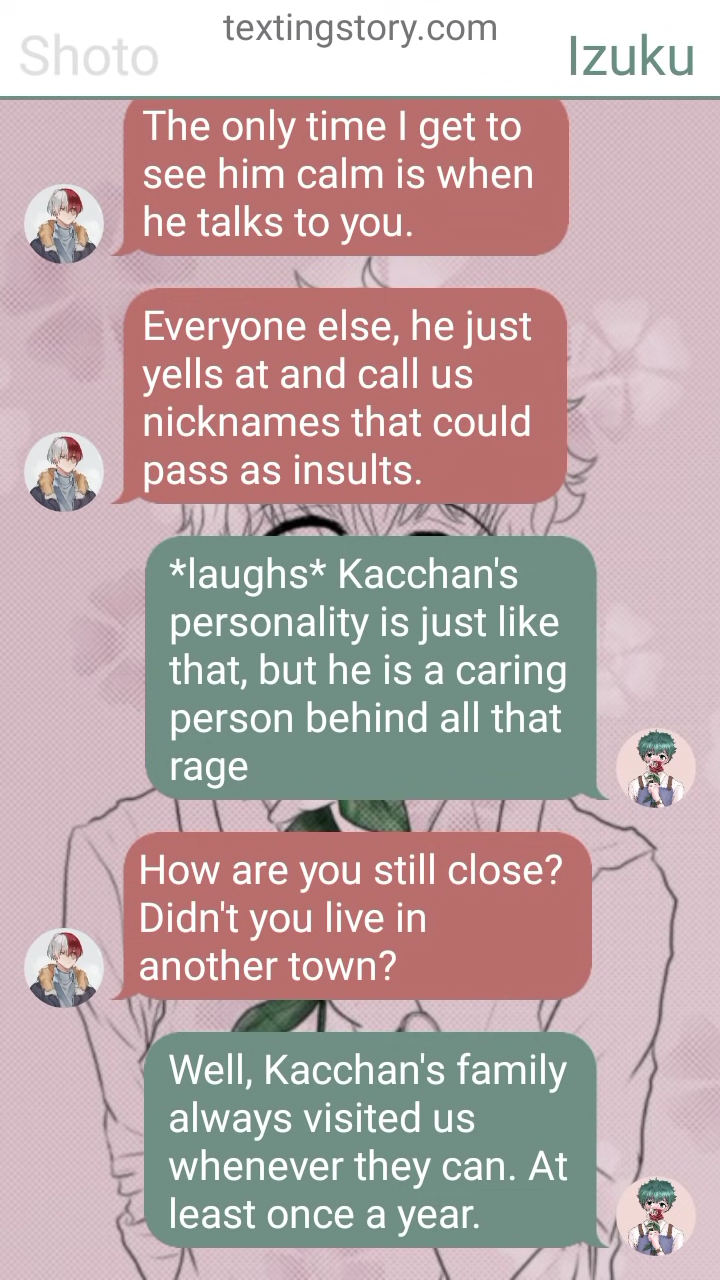 textingstory.com
Shoto
Izuku
The only time I get to
see him calm is when
he talks to you.
Everyone else, he just
yells at and call us
nicknames that could
pass as insults.
*laughs* Kacchan's
personality is just like
that, but he is a caring
person behind all that
rage
How are you still close?
Didn't you live in
another town?
Well, Kacchan's family
always visited us
whenever they can. At
least once a year.